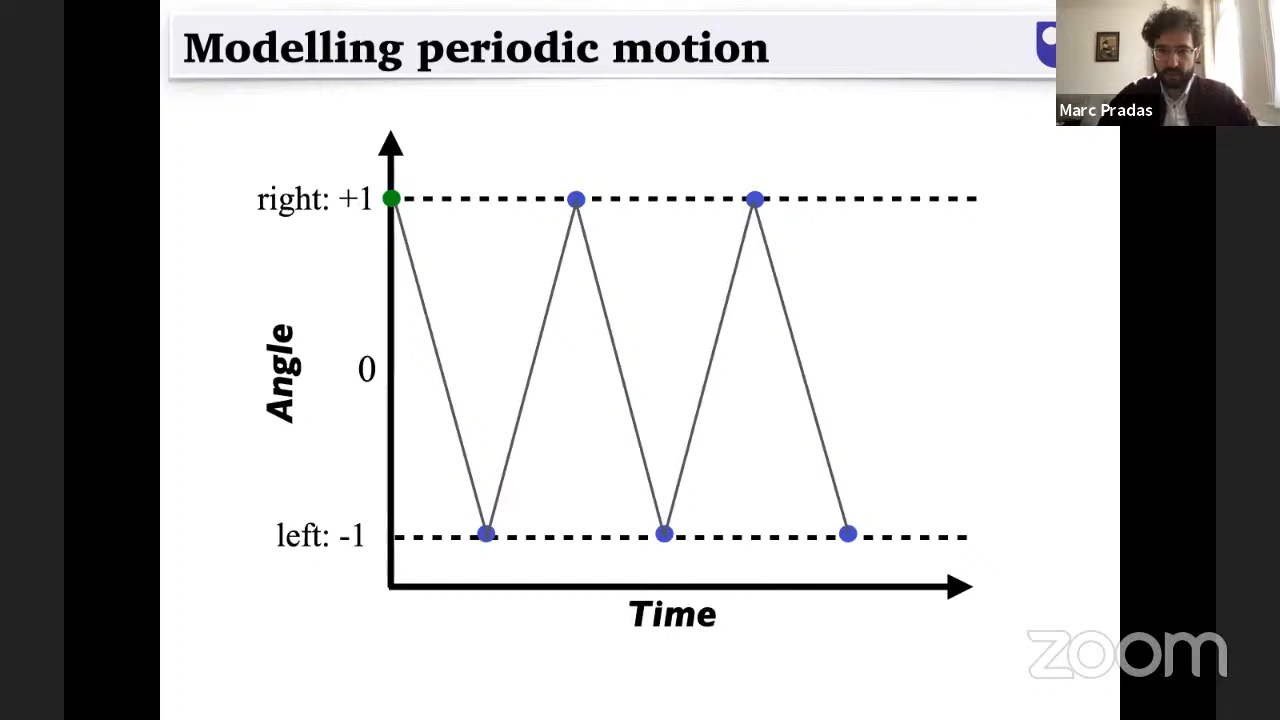 Modelling periodic motion
Marc Pradas
right: +1
Angle
0
left: -1
Time
zoom